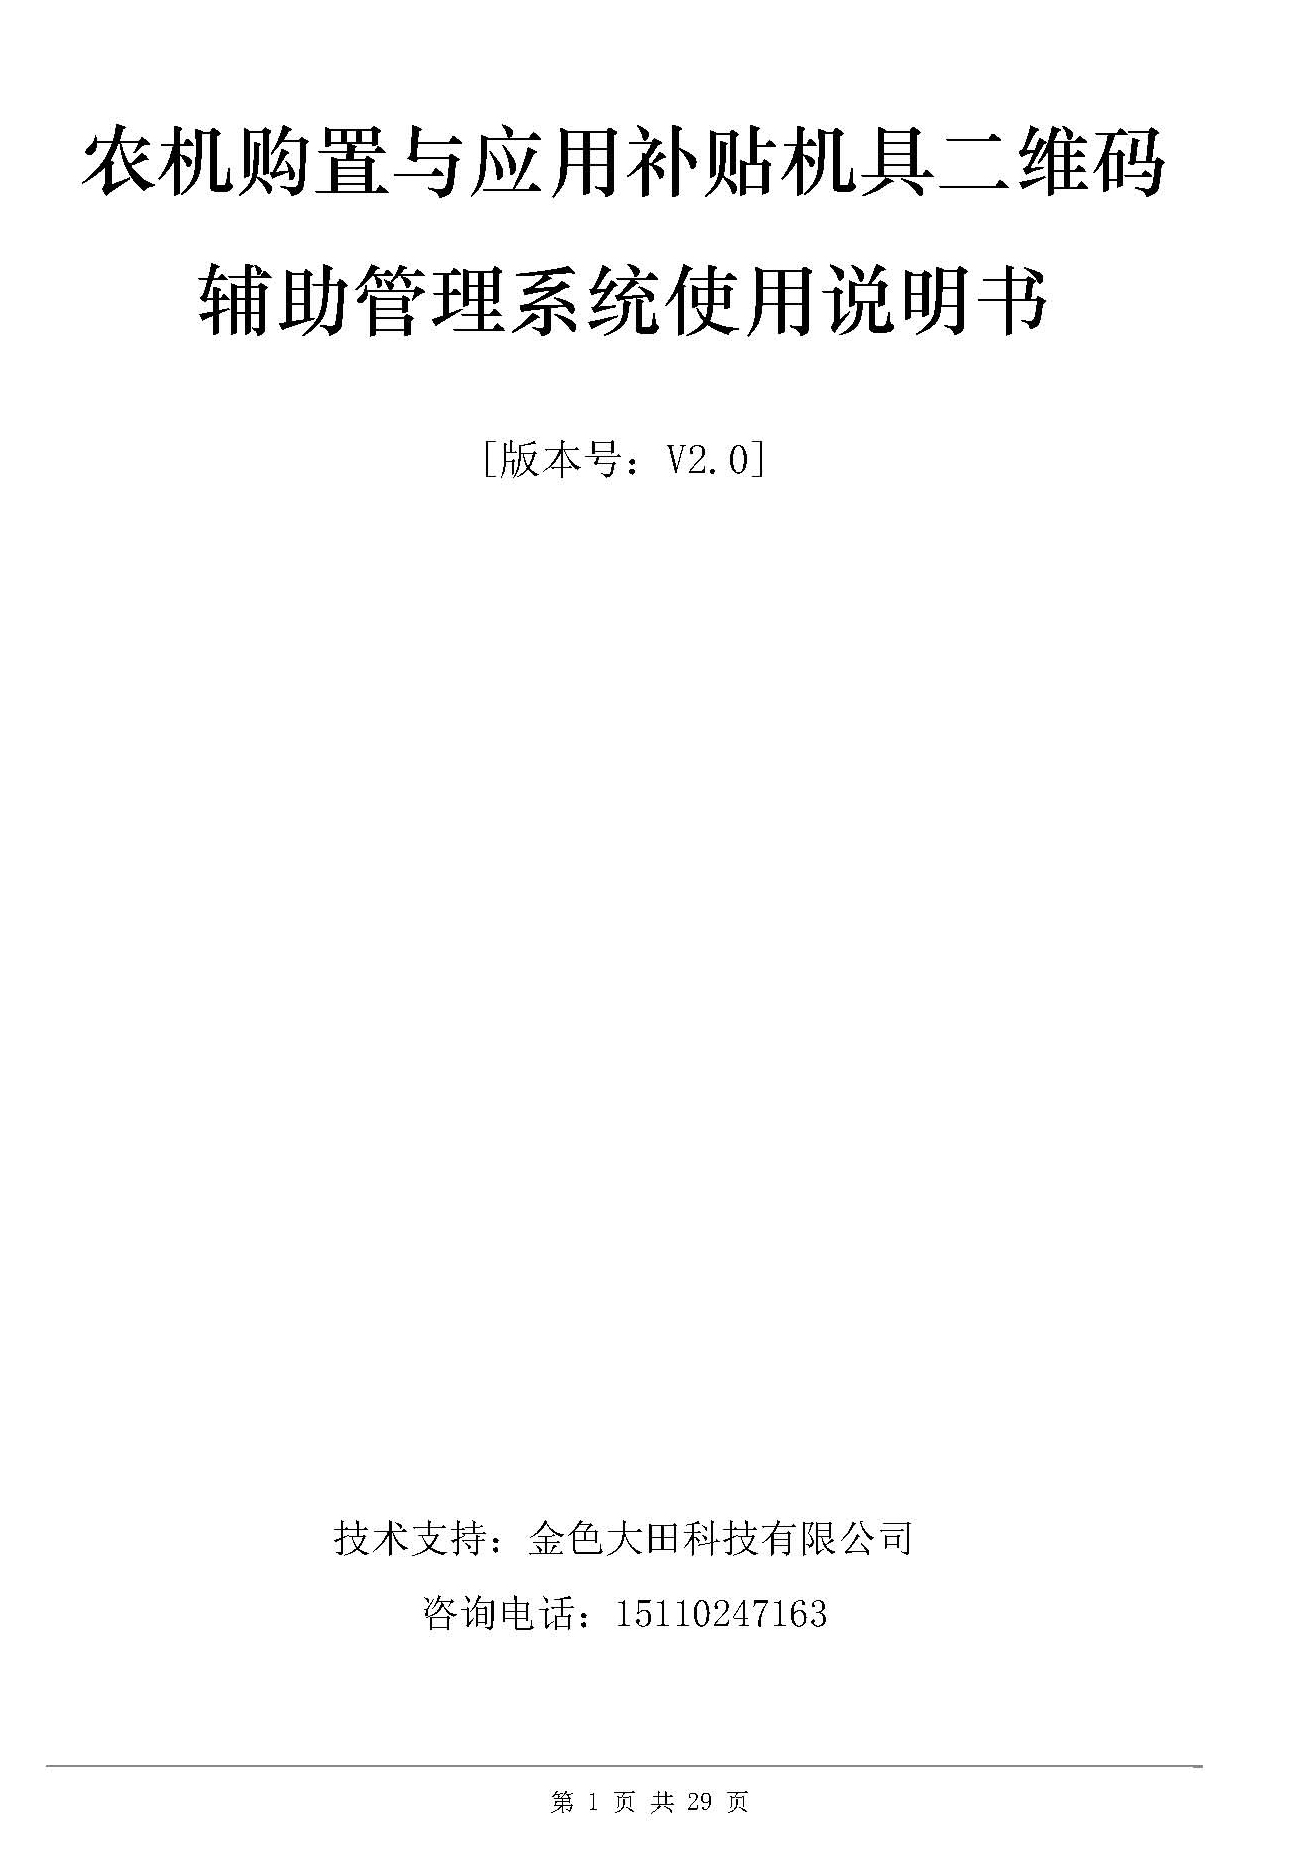 农机购置与应用补贴机具二维码
辅助管理系统使用说明书
[版本号：V2.0]
技术支持：金色大田科技有限公司
咨询电话：15110247163
第 1 页 共 29 页